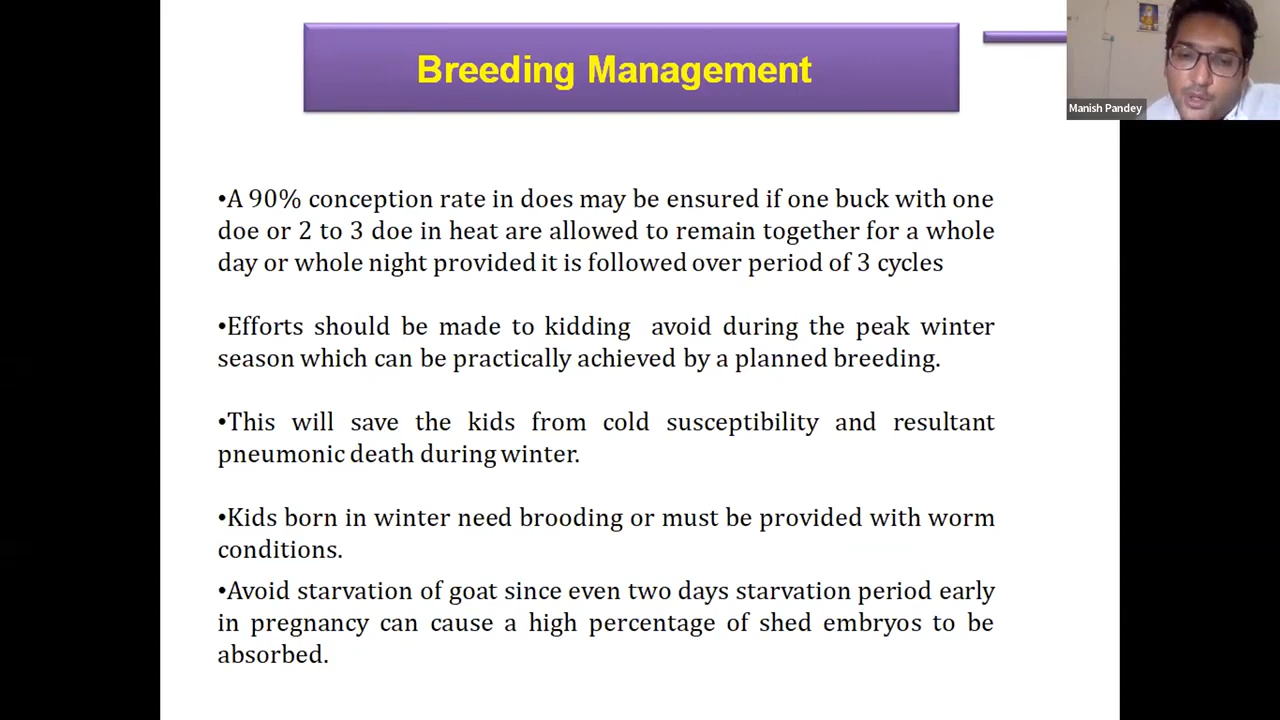 Breeding Management
Manish Pandey
•A 90% conception rate in does may be ensured if one buck with one
doe or 2 to 3 doe in heat are allowed to remain together for a whole
day or whole night provided it is followed over period of 3 cycles
•Efforts should be made to kidding avoid during the peak winter
season which can be practically achieved by a planned breeding.
•This will save the kids from cold susceptibility and resultant
pneumonic death during winter.
•Kids born in winter need brooding or must be provided with worm
conditions.
•Avoid starvation of goat since even two days starvation period early
in pregnancy can cause a high percentage of shed embryos to be
absorbed.